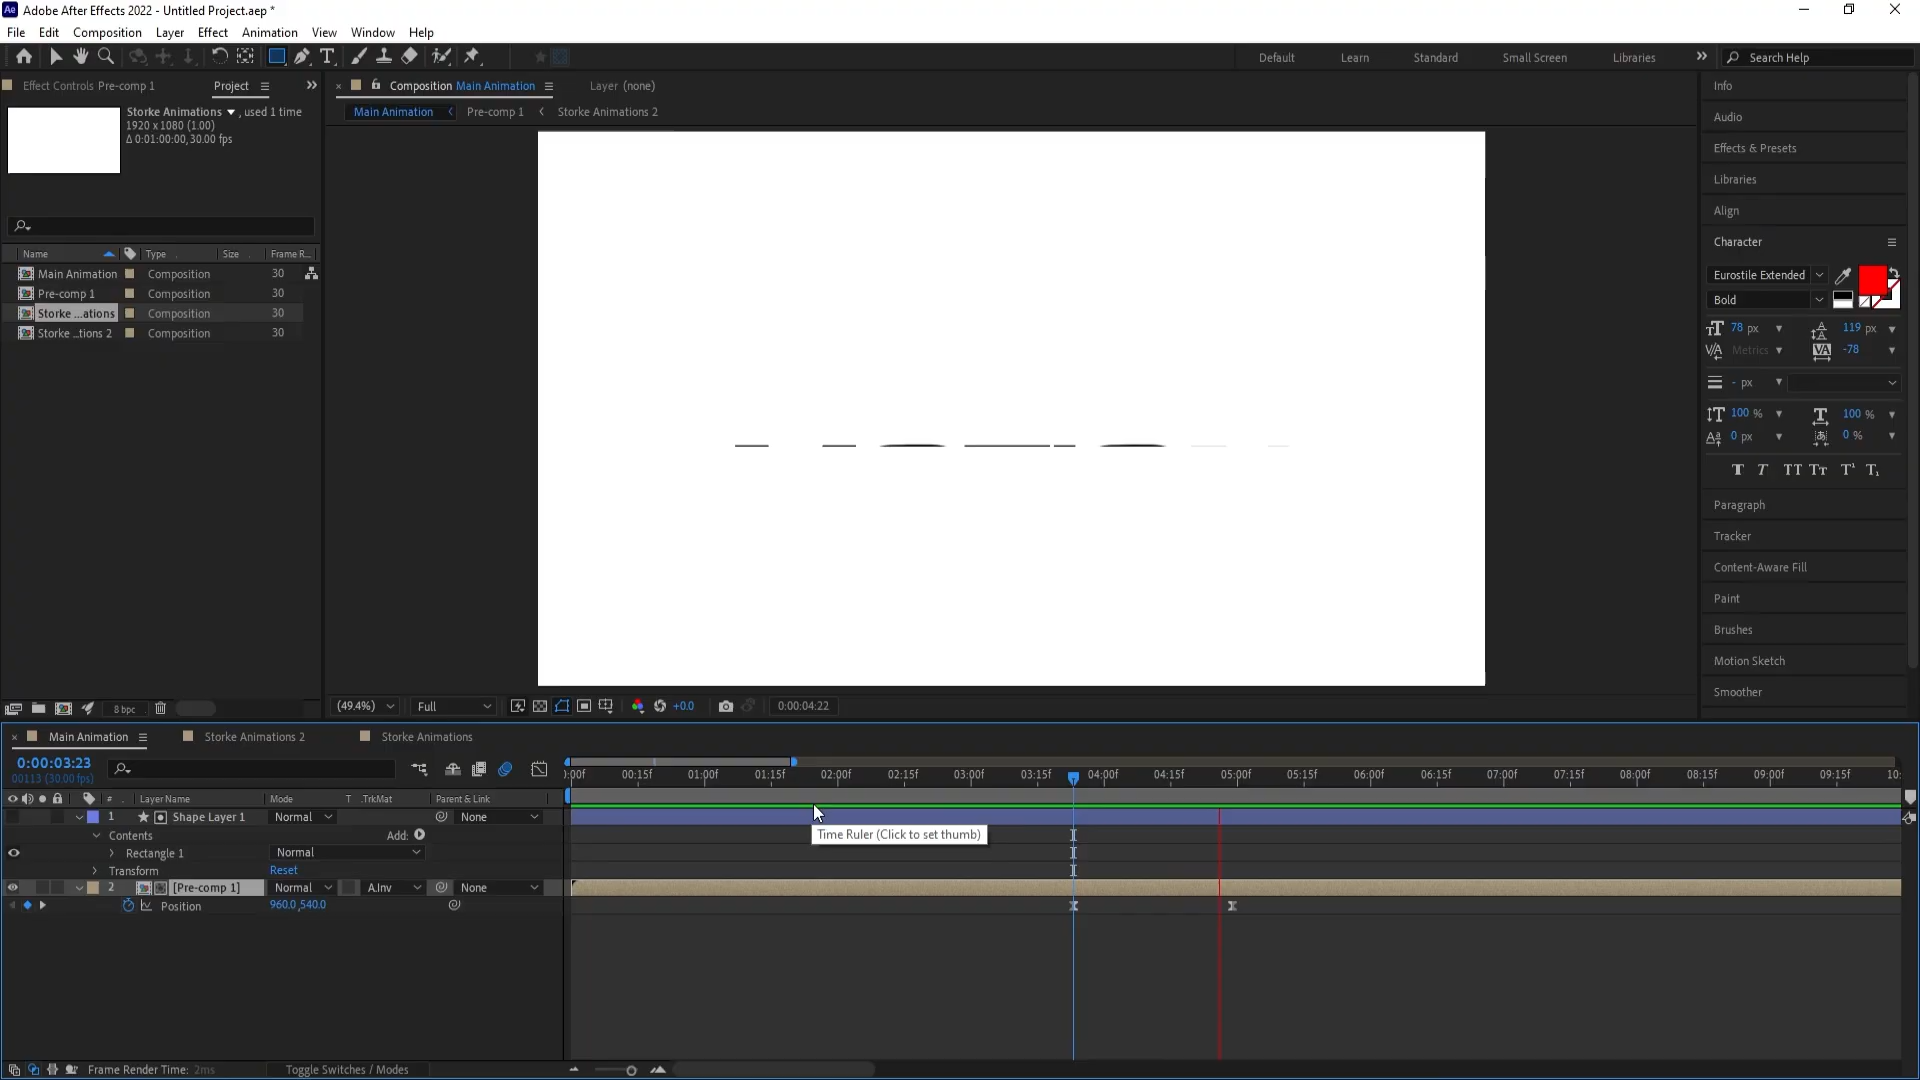 Ae Adobe After Effects 2022 - Untitled Project.aep *
File Edit Composition Layer Effect Animation View Window Help
Default Learn Standard Small Screen Libraries Search Help
Effect Controls Pre-comp 1 Project
Composition Main Animation Layer (none)
Main Animation Pre-comp 1 Storke Animations 2
Storke Animations , used 1 time
1920 x 1080 (1.00)
Δ 0:01:00:00, 30.00 fps
Name Type Size Frame R...
Main Animation Composition 30
Pre-comp 1 Composition 30
Storke ...ations Composition 30
Storke ...tions 2 Composition 30
8 bpc
(49.4%) Full +0.0 0:00:04:22
Info
Audio
Effects & Presets
Libraries
Align
Character
Eurostile Extended
Bold
78 px 119 px
Metrics -78
- px
100 % 100 %
0 px 0 %
T T TT Tt T¹ T₁
Paragraph
Tracker
Content-Aware Fill
Paint
Brushes
Motion Sketch
Smoother
Main Animation Storke Animations 2 Storke Animations
0:00:03:23
00113 (30.00 fps)
:00f 00:15f 01:00f 01:15f 02:00f 02:15f 03:00f 03:15f 04:00f 04:15f 05:00f 05:15f 06:00f 06:15f 07:00f 07:15f 08:00f 08:15f 09:00f 09:15f 10:
# Layer Name Mode T .TrkMat Parent & Link
1 Shape Layer 1 Normal None
Contents Add:
Rectangle 1 Normal
Transform Reset
2 [Pre-comp 1] Normal A.Inv None
Position 960.0,540.0
Time Ruler (Click to set thumb)
Frame Render Time: 2ms Toggle Switches / Modes